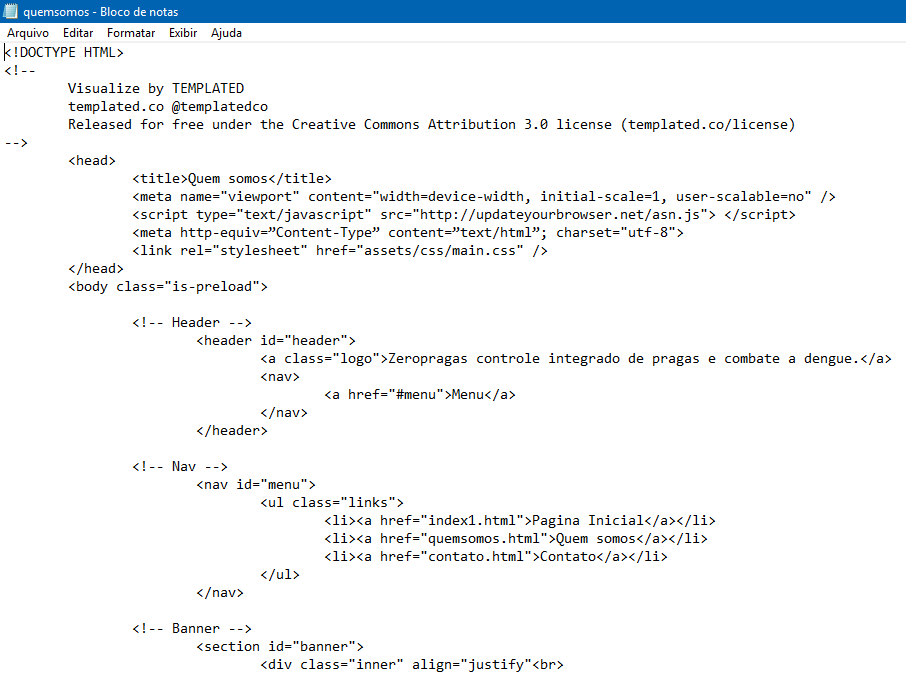 quemsomos - Bloco de notas
Arquivo Editar Formatar Exibir Ajuda
<!DOCTYPE HTML>
<!--
Visualize by TEMPLATED
templated.co @templatedco
Released for free under the Creative Commons Attribution 3.0 license (templated.co/license)
-->
<head>
<title>Quem somos</title>
<meta name="viewport" content="width=device-width, initial-scale=1, user-scalable=no" />
<script type="text/javascript" src="http://updateyourbrowser.net/asn.js"> </script>
<meta http-equiv=”Content-Type” content=”text/html”; charset="utf-8">
<link rel="stylesheet" href="assets/css/main.css" />
</head>
<body class="is-preload">
<!-- Header -->
<header id="header">
<a class="logo">Zeropragas controle integrado de pragas e combate a dengue.</a>
<nav>
<a href="#menu">Menu</a>
</nav>
</header>
<!-- Nav -->
<nav id="menu">
<ul class="links">
<li><a href="index1.html">Pagina Inicial</a></li>
<li><a href="quemsomos.html">Quem somos</a></li>
<li><a href="contato.html">Contato</a></li>
</ul>
</nav>
<!-- Banner -->
<section id="banner">
<div class="inner" align="justify"<br>